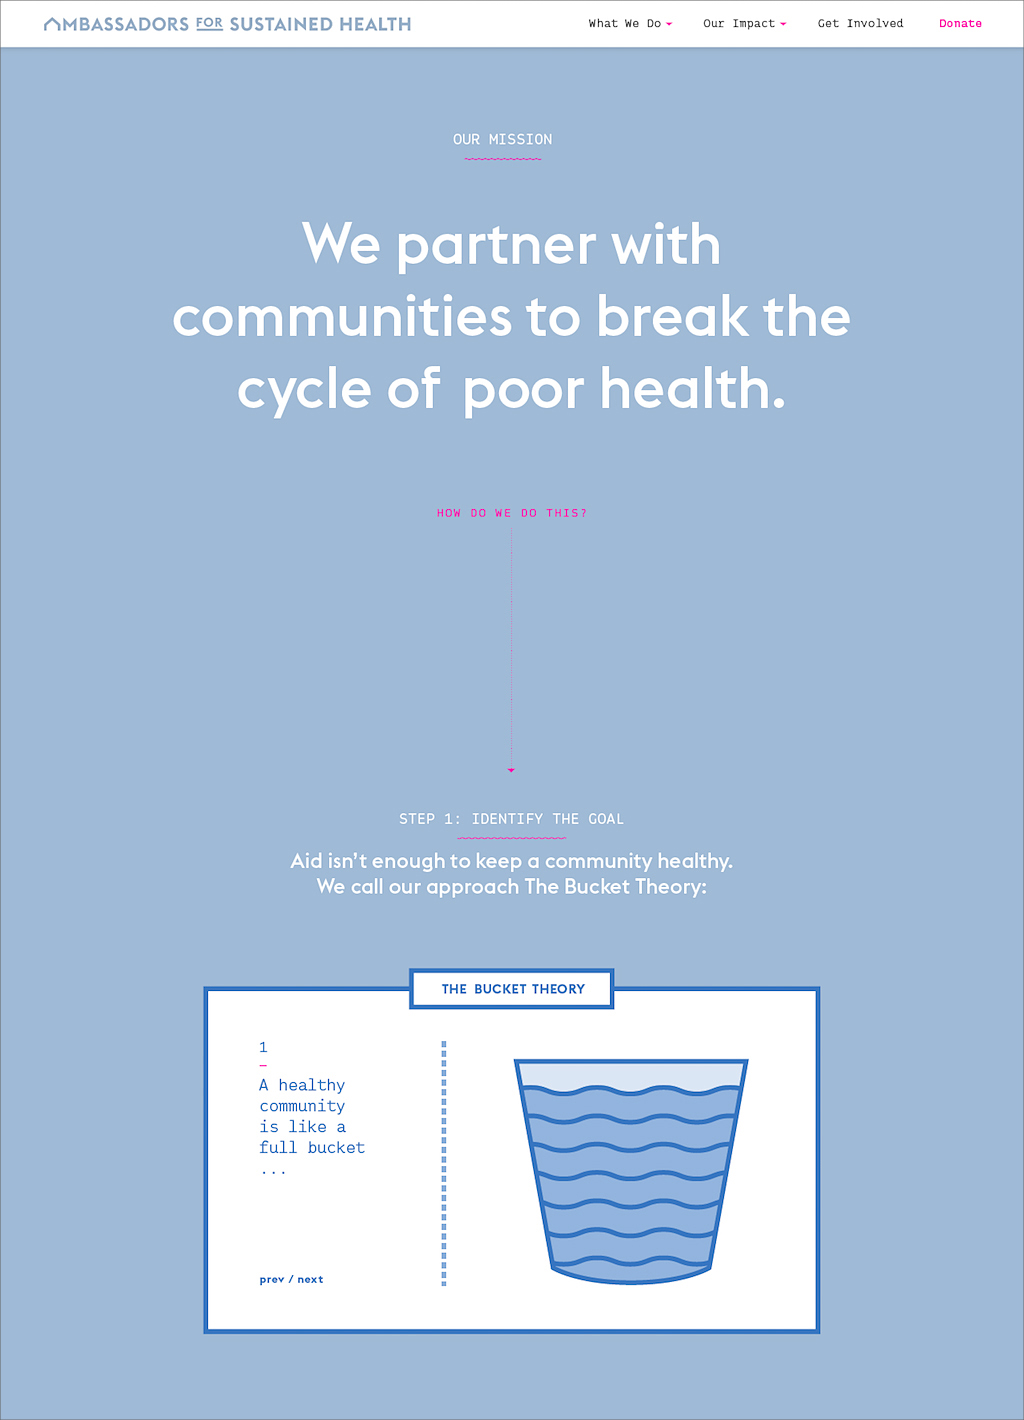 AMBASSADORS FOR SUSTAINED HEALTH
What We Do
Our Impact
Get Involved
Donate
OUR MISSION
We partner with
communities to break the
cycle of poor health.
HOW DO WE DO THIS?
STEP 1: IDENTIFY THE GOAL
Aid isn’t enough to keep a community healthy.
We call our approach The Bucket Theory:
THE BUCKET THEORY
1
—
A healthy
community
is like a
full bucket
...
prev / next